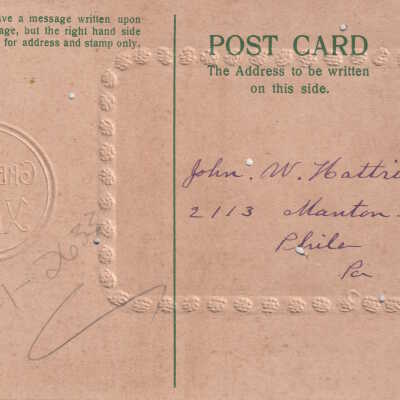 ave a message written upon
age, but the right hand side
for address and stamp only.
POST CARD
The Address to be written
on this side.
John. W. Hattri
2113 Manton
Phile
Pa